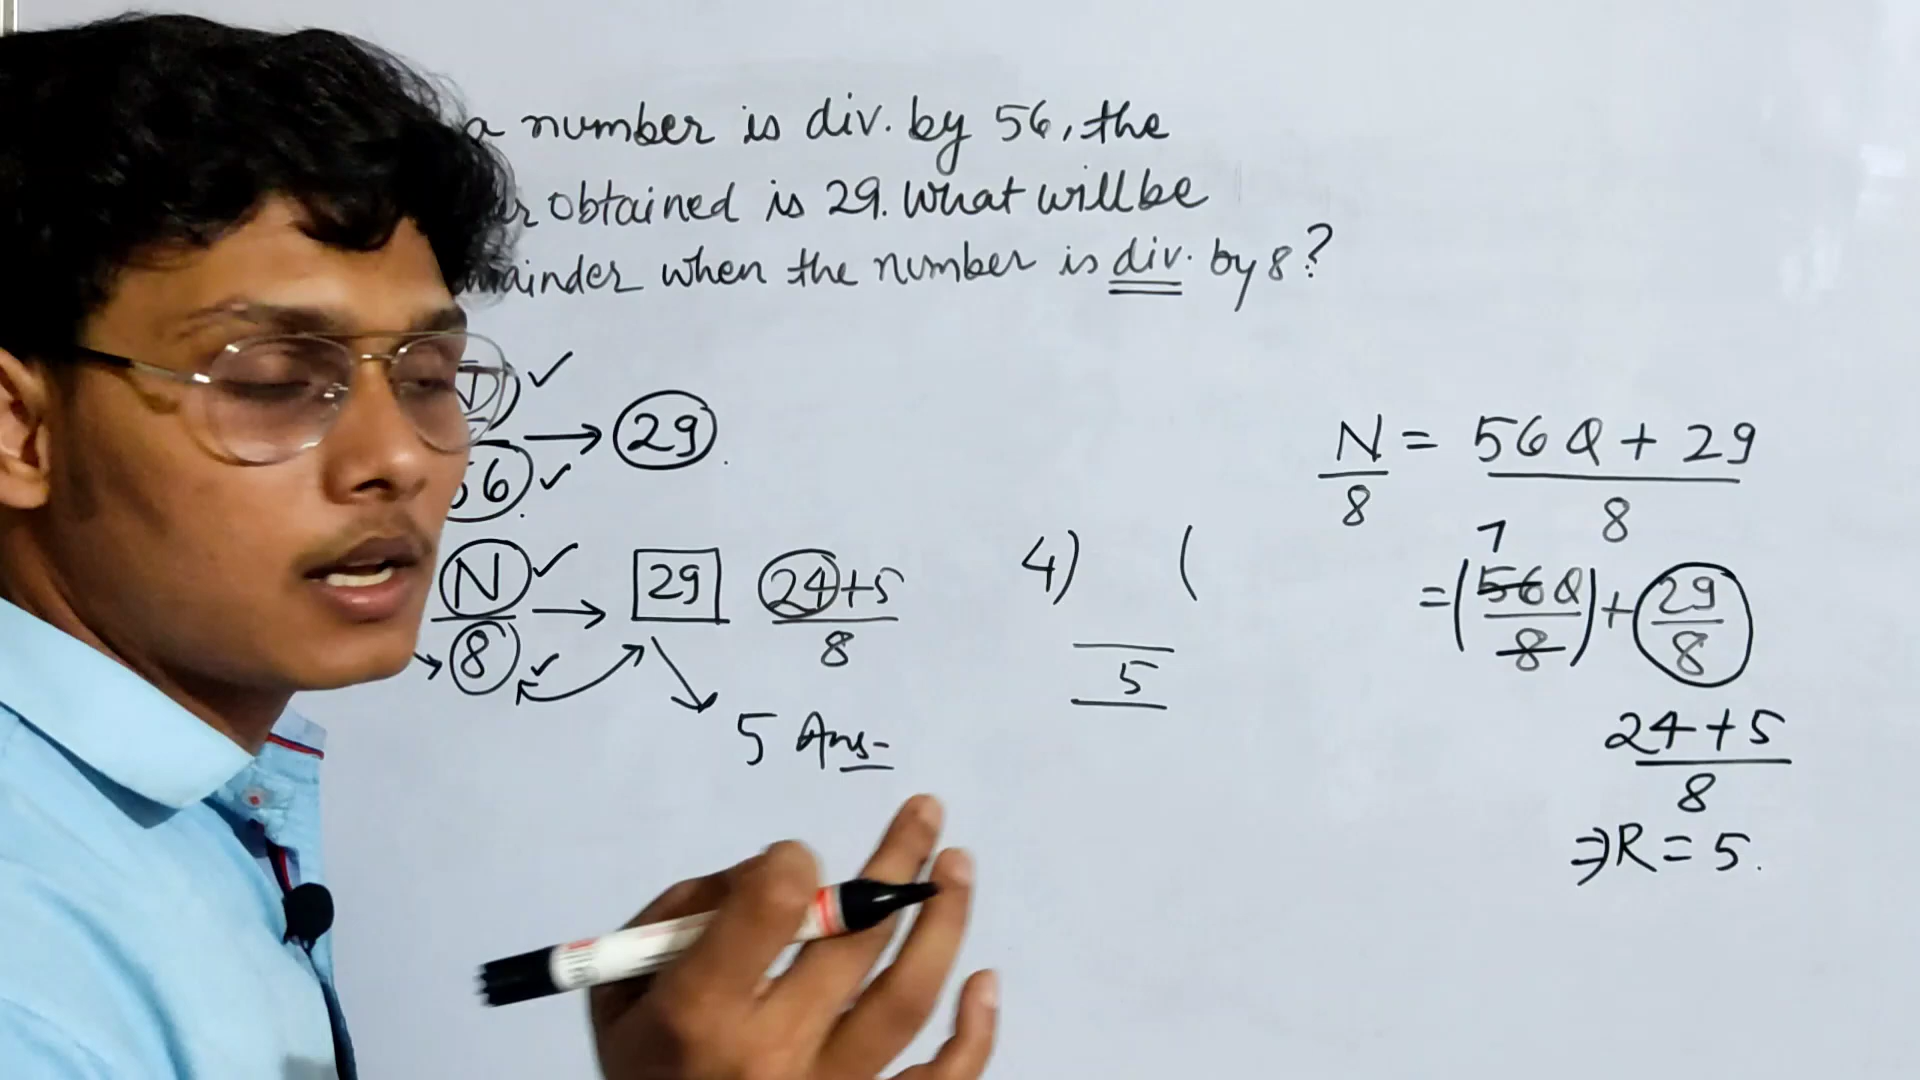 a number is div. by 56, the
obtained is 29. What will be
when the number is div. by 8?
29
N
8
29
24+5
8
5 Ans-
4) (
5
N = 56Q + 29
8 8
7
= (56Q) + 29
8 8
24+5
8
⇒R = 5.